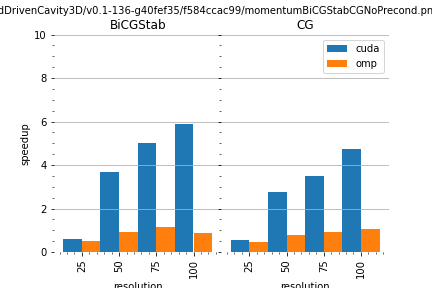 dDrivenCavity3D/v0.1-136-g40fef35/f584ccac99/momentumBiCGStabCGNoPrecond.pn
BiCGStab CG
10
8
6
4
2
0
speedup
cuda
omp
25 50 75 100 25 50 75 100
resolution resolution